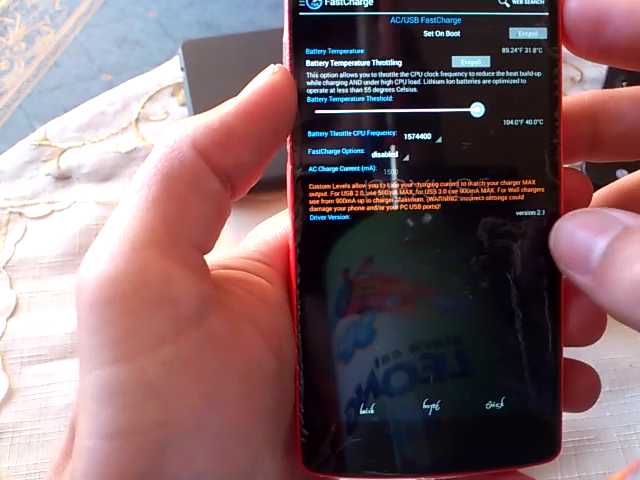 FastCharge WEB SEARCH
AC/USB FastCharge
Set On Boot
Battery Temperature: 89.24°F 31.8°C
Battery Temperature Throttling
This option allows you to throttle the CPU clock frequency to reduce the heat build-up
while charging AND under high CPU load. Lithium Ion batteries are optimized to
operate at less than 55 degrees Celsius.
Battery Temperature Theshold:
104.0°F 40.0°C
Battery Throttle CPU Frequency: 1574400
FastCharge Options: disabled
AC Charge Current (mA): 1500
Custom Levels allow you to tune your charging current to match your charger MAX
output. For USB 2.0, use 500mA MAX, for USB 3.0 use 900mA MAX. For Wall chargers
use from 900mA up to charger Maximum. (WARNING: Incorrect settings could
damage your phone and/or your PC USB ports)!
Driver Version: version 2.1
back